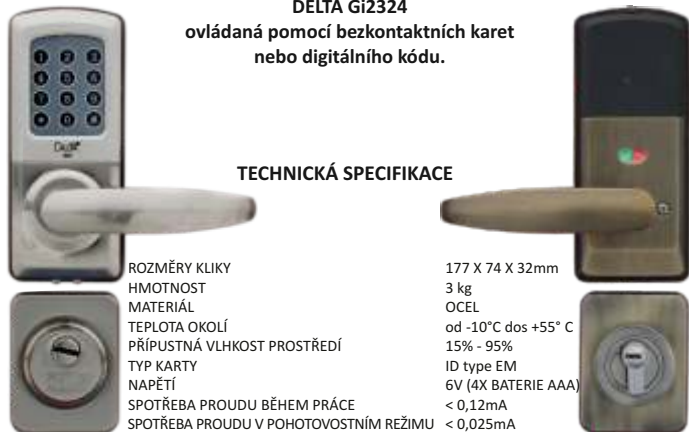 DELTA Gi2324
ovládaná pomocí bezkontaktních karet
nebo digitálního kódu.
TECHNICKÁ SPECIFIKACE
ROZMĚRY KLIKY 177 X 74 X 32mm
HMOTNOST 3 kg
MATERIÁL OCEL
TEPLOTA OKOLÍ od -10°C dos +55° C
PŘÍPUSTNÁ VLHKOST PROSTŘEDÍ 15% - 95%
TYP KARTY ID type EM
NAPĚTÍ 6V (4X BATERIE AAA)
SPOTŘEBA PROUDU BĚHEM PRÁCE < 0,12mA
SPOTŘEBA PROUDU V POHOTOVOSTNÍM REŽIMU < 0,025mA